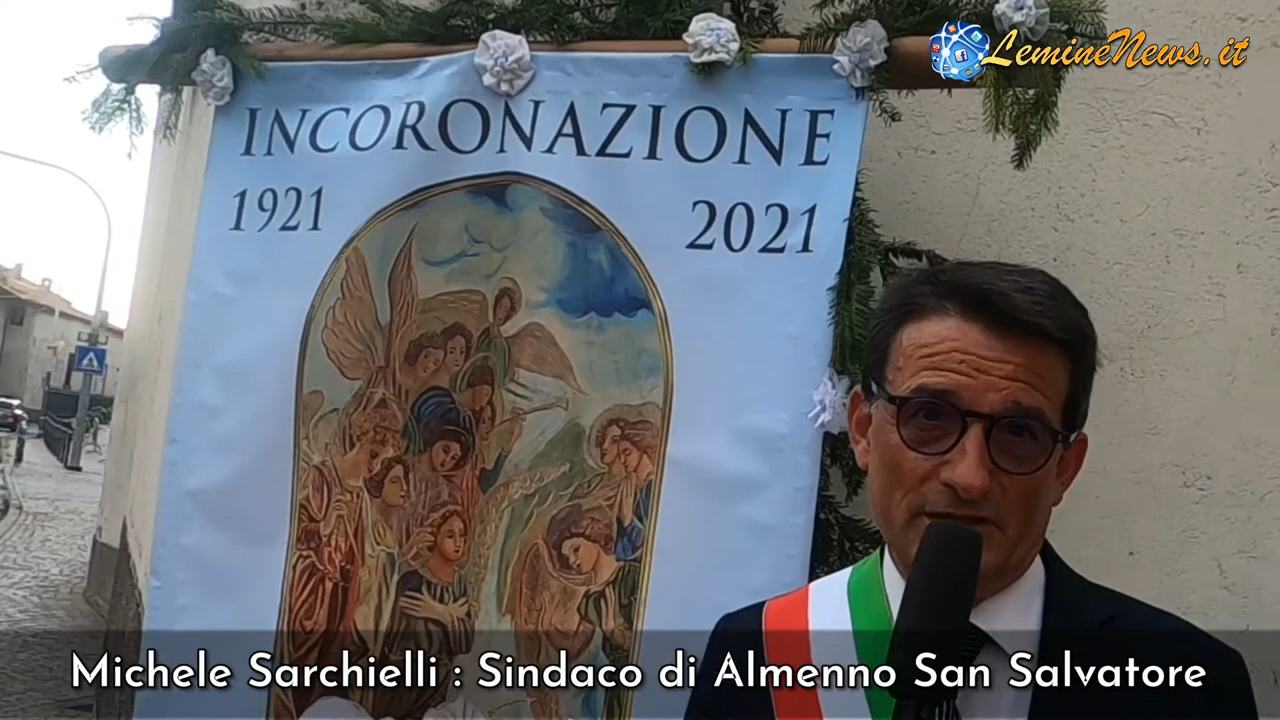 LemineNews.it
INCORONAZIONE
1921 2021
Michele Sarchielli : Sindaco di Almenno San Salvatore